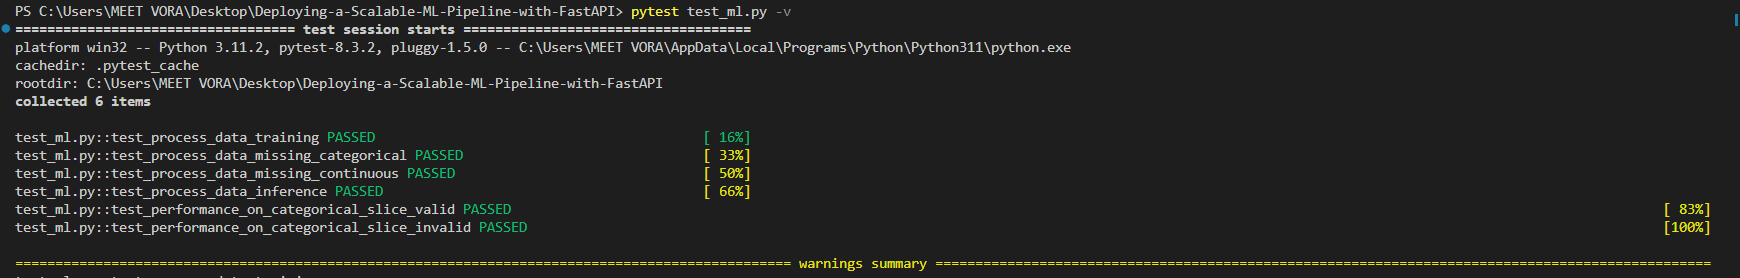 PS C:\Users\MEET VORA\Desktop\Deploying-a-Scalable-ML-Pipeline-with-FastAPI> pytest test_ml.py -v
=================================== test session starts ====================================
platform win32 -- Python 3.11.2, pytest-8.3.2, pluggy-1.5.0 -- C:\Users\MEET VORA\AppData\Local\Programs\Python\Python311\python.exe
cachedir: .pytest_cache
rootdir: C:\Users\MEET VORA\Desktop\Deploying-a-Scalable-ML-Pipeline-with-FastAPI
collected 6 items
test_ml.py::test_process_data_training PASSED [ 16%]
test_ml.py::test_process_data_missing_categorical PASSED [ 33%]
test_ml.py::test_process_data_missing_continuous PASSED [ 50%]
test_ml.py::test_process_data_inference PASSED [ 66%]
test_ml.py::test_performance_on_categorical_slice_valid PASSED [ 83%]
test_ml.py::test_performance_on_categorical_slice_invalid PASSED [100%]
================================================================================================= warnings summary =================================================================================================